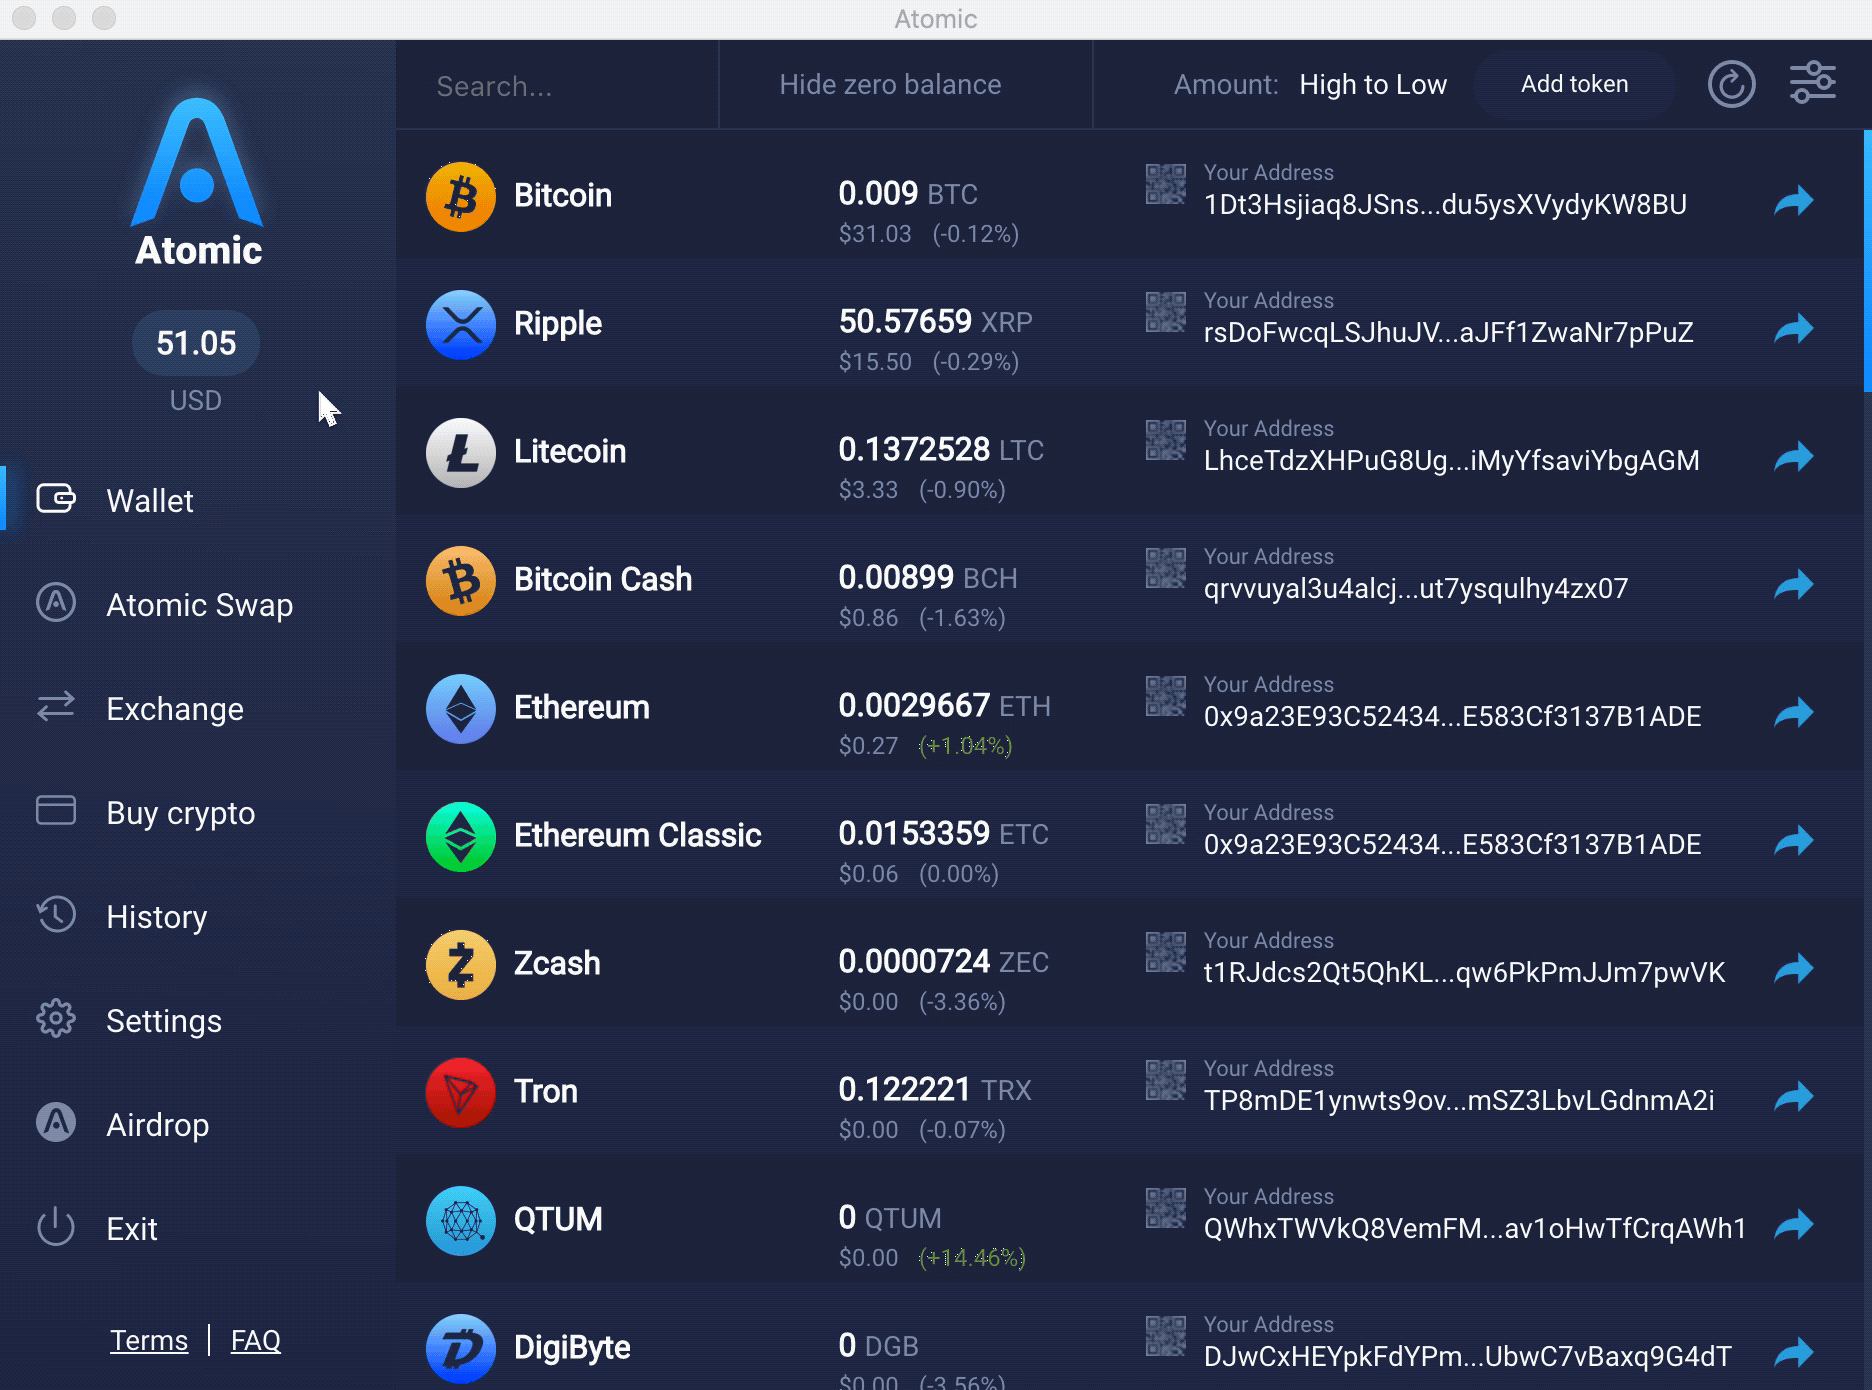 Atomic
Atomic
51.05
USD
Wallet
Atomic Swap
Exchange
Buy crypto
History
Settings
Airdrop
Exit
Terms | FAQ
Search...
Hide zero balance
Amount: High to Low
Add token
Bitcoin
0.009 BTC
$31.03 (-0.12%)
Your Address
1Dt3Hsjiaq8JSns...du5ysXVydyKW8BU
Ripple
50.57659 XRP
$15.50 (-0.29%)
Your Address
rsDoFwcqLSJhuJV...aJFf1ZwaNr7pPuZ
Litecoin
0.1372528 LTC
$3.33 (-0.90%)
Your Address
LhceTdzXHPuG8Ug...iMyYfsaviYbgAGM
Bitcoin Cash
0.00899 BCH
$0.86 (-1.63%)
Your Address
qrvvuyal3u4alcj...ut7ysqulhy4zx07
Ethereum
0.0029667 ETH
$0.27 (+1.04%)
Your Address
0x9a23E93C52434...E583Cf3137B1ADE
Ethereum Classic
0.0153359 ETC
$0.06 (0.00%)
Your Address
0x9a23E93C52434...E583Cf3137B1ADE
Zcash
0.0000724 ZEC
$0.00 (-3.36%)
Your Address
t1RJdcs2Qt5QhKL...qw6PkPmJJm7pwVK
Tron
0.122221 TRX
$0.00 (-0.07%)
Your Address
TP8mDE1ynwts9ov...mSZ3LbvLGdnmA2i
QTUM
0 QTUM
$0.00 (+14.46%)
Your Address
QWhxTWVkQ8VemFM...av1oHwTfCrqAWh1
DigiByte
0 DGB
$0.00 (-3.56%)
Your Address
DJwCxHEYpkFdYPm...UbwC7vBaxq9G4dT